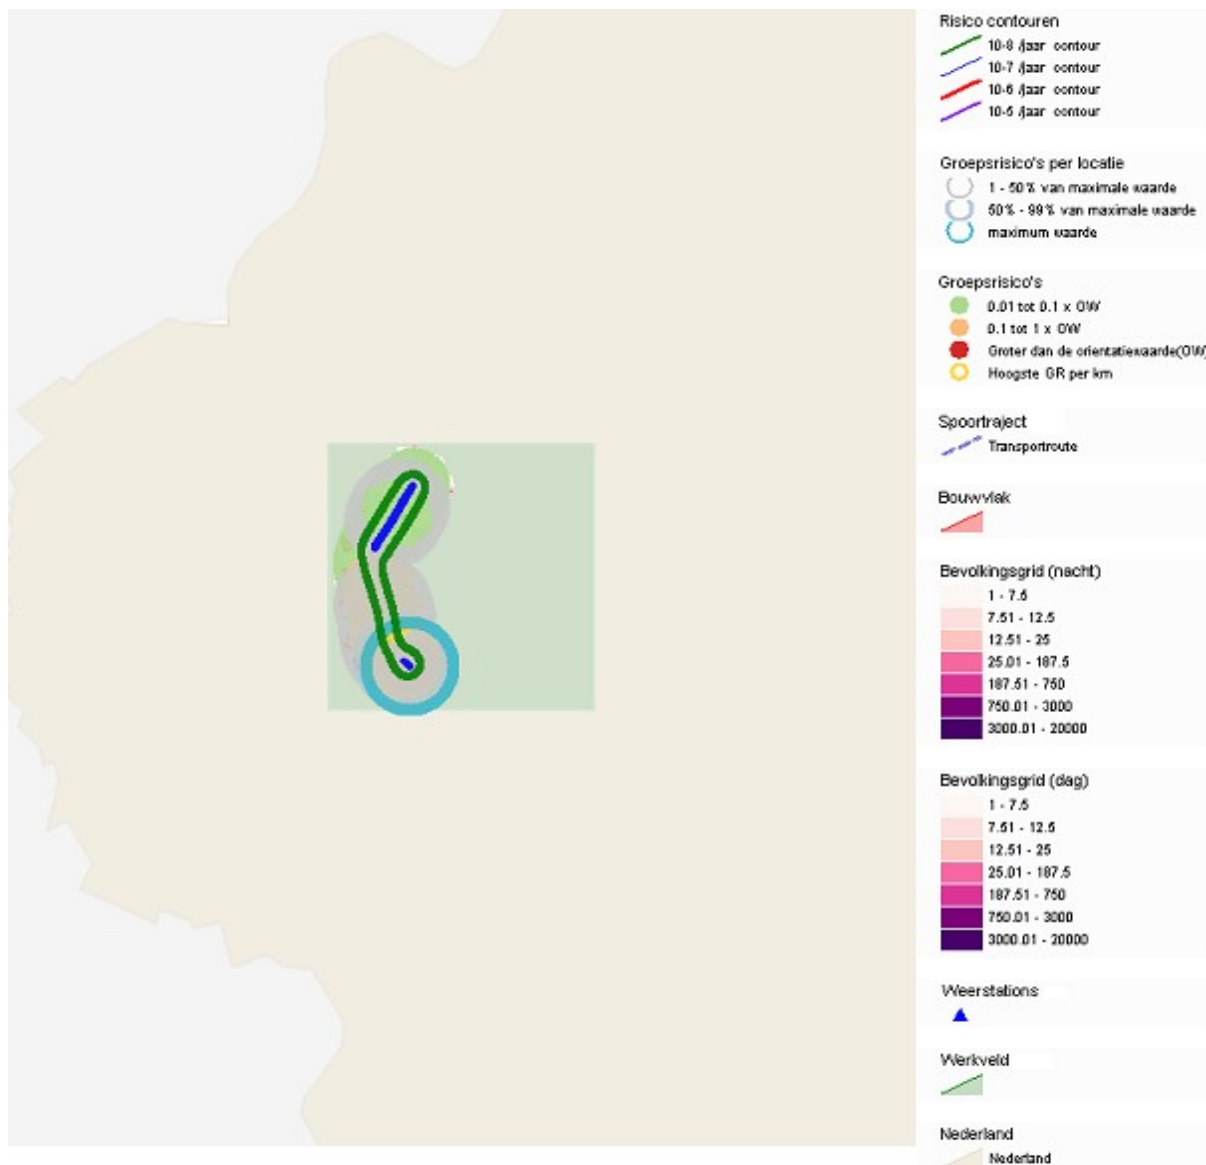 Risico contouren
10-8 /jaar contour
10-7 /jaar contour
10-6 /jaar contour
10-5 /jaar contour
Groepsrisico's per locatie
1 - 50% van maximale waarde
50% - 99% van maximale waarde
maximum waarde
Groepsrisico's
0.01 tot 0.1 x OW
0.1 tot 1 x OW
Groter dan de orientatiewaarde(OW)
Hoogste GR per km
Spoortraject
Transportroute
Bouwvlak
Bevolkingsgrid (nacht)
1 - 7.5
7.51 - 12.5
12.51 - 25
25.01 - 187.5
187.51 - 750
750.01 - 3000
3000.01 - 20000
Bevolkingsgrid (dag)
1 - 7.5
7.51 - 12.5
12.51 - 25
25.01 - 187.5
187.51 - 750
750.01 - 3000
3000.01 - 20000
Weerstations
Werkveld
Nederland
Nederland